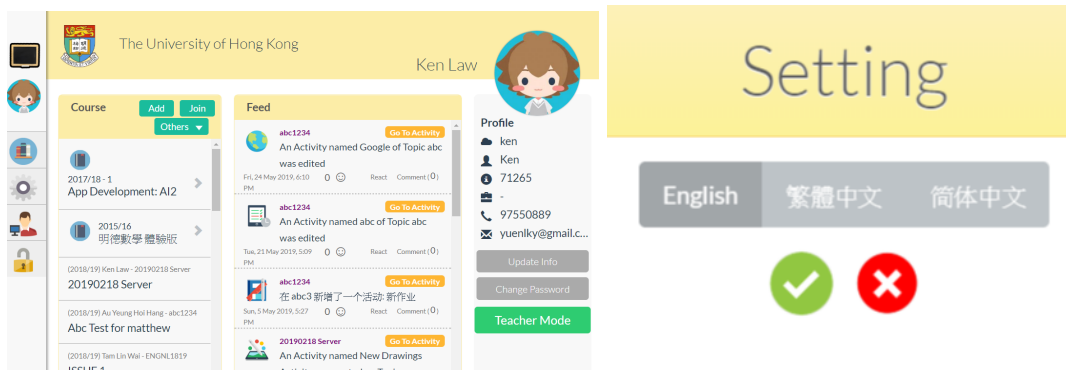 The University of Hong Kong
Ken Law
Course
Add
Join
Others
2017/18 - 1
App Development: AI2
2015/16
明德數學 體驗版
(2018/19) Ken Law - 20190218 Server
20190218 Server
(2018/19) Au Yeung Hoi Hang - abc1234
Abc Test for matthew
(2018/19) Tam Lin Wai - ENGNL1819
Feed
abc1234
Go To Activity
An Activity named Google of Topic abc
was edited
Fri, 24 May 2019, 6:10
PM
0
React
Comment ( 0 )
abc1234
Go To Activity
An Activity named abc of Topic abc
was edited
Tue, 21 May 2019, 5:09
PM
0
React
Comment ( 0 )
abc1234
Go To Activity
在 abc3 新增了一个活动: 新作业
Sun, 5 May 2019, 5:27
PM
0
React
Comment ( 0 )
20190218 Server
Go To Activity
An Activity named New Drawings
Profile
ken
Ken
71265
-
97550889
yuenlky@gmail.c...
Update Info
Change Password
Teacher Mode
Setting
English
繁體中文
简体中文